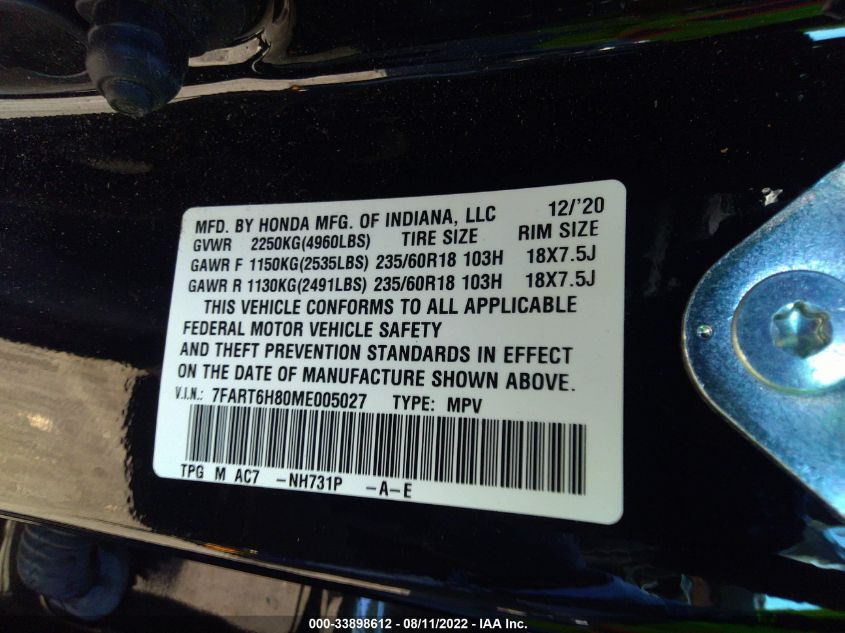 MFD. BY HONDA MFG. OF INDIANA, LLC 12/'20
GVWR 2250KG(4960LBS) TIRE SIZE RIM SIZE
GAWR F 1150KG(2535LBS) 235/60R18 103H 18X7.5J
GAWR R 1130KG(2491LBS) 235/60R18 103H 18X7.5J
THIS VEHICLE CONFORMS TO ALL APPLICABLE
FEDERAL MOTOR VEHICLE SAFETY
AND THEFT PREVENTION STANDARDS IN EFFECT
ON THE DATE OF MANUFACTURE SHOWN ABOVE.
V.I.N.: 7FART6H80ME005027 TYPE: MPV
TPG M AC7 -NH731P -A-E
000-33898612 - 08/11/2022 - IAA Inc.